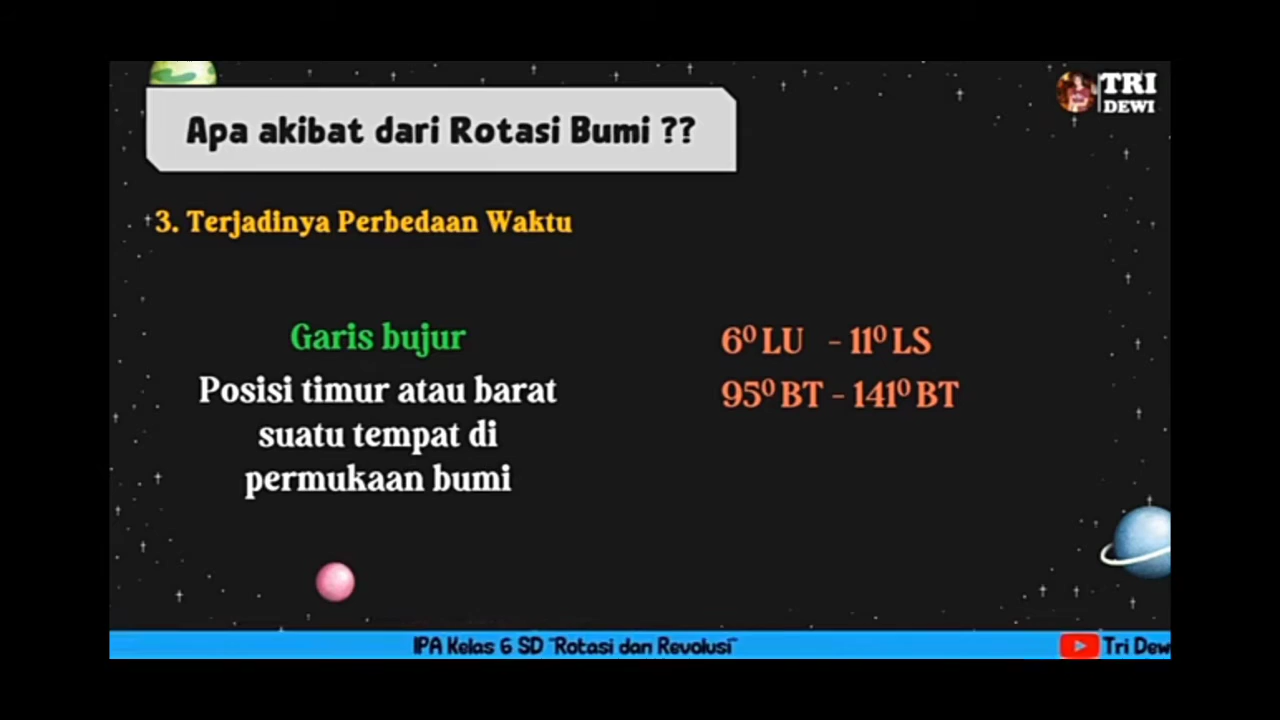 TRI
DEWI
Apa akibat dari Rotasi Bumi ??
3. Terjadinya Perbedaan Waktu
Garis bujur
Posisi timur atau barat
suatu tempat di
permukaan bumi
6⁰ LU - 11⁰ LS
95⁰ BT - 141⁰ BT
IPA Kelas 6 SD "Rotasi dan Revolusi"
Tri Dew